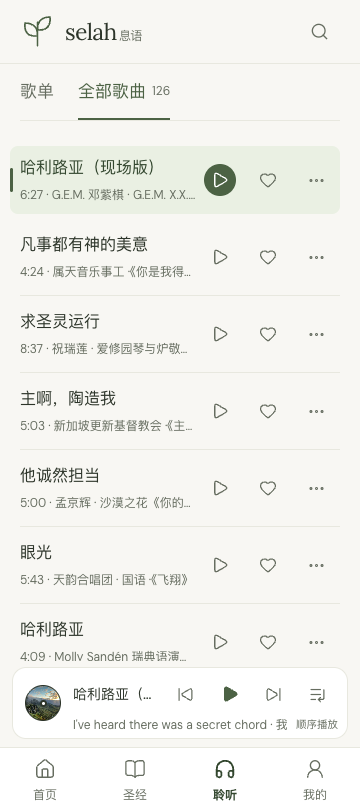 selah 息语
歌单 全部歌曲 126
哈利路亚（现场版）
6:27 · G.E.M. 邓紫棋 · G.E.M. X.X....
凡事都有神的美意
4:24 · 属天音乐事工《你是我得...
求圣灵运行
8:37 · 祝瑞莲 · 爱修园琴与炉敬...
主啊，陶造我
5:03 · 新加坡更新基督教会《主...
他诚然担当
5:00 · 孟京辉 · 沙漠之花《你的...
眼光
5:43 · 天韵合唱团 · 国语《飞翔》
哈利路亚
4:09 · Molly Sandén 瑞典语演...
哈利路亚（...
I've heard there was a secret chord · 我 顺序播放
首页 圣经 聆听 我的